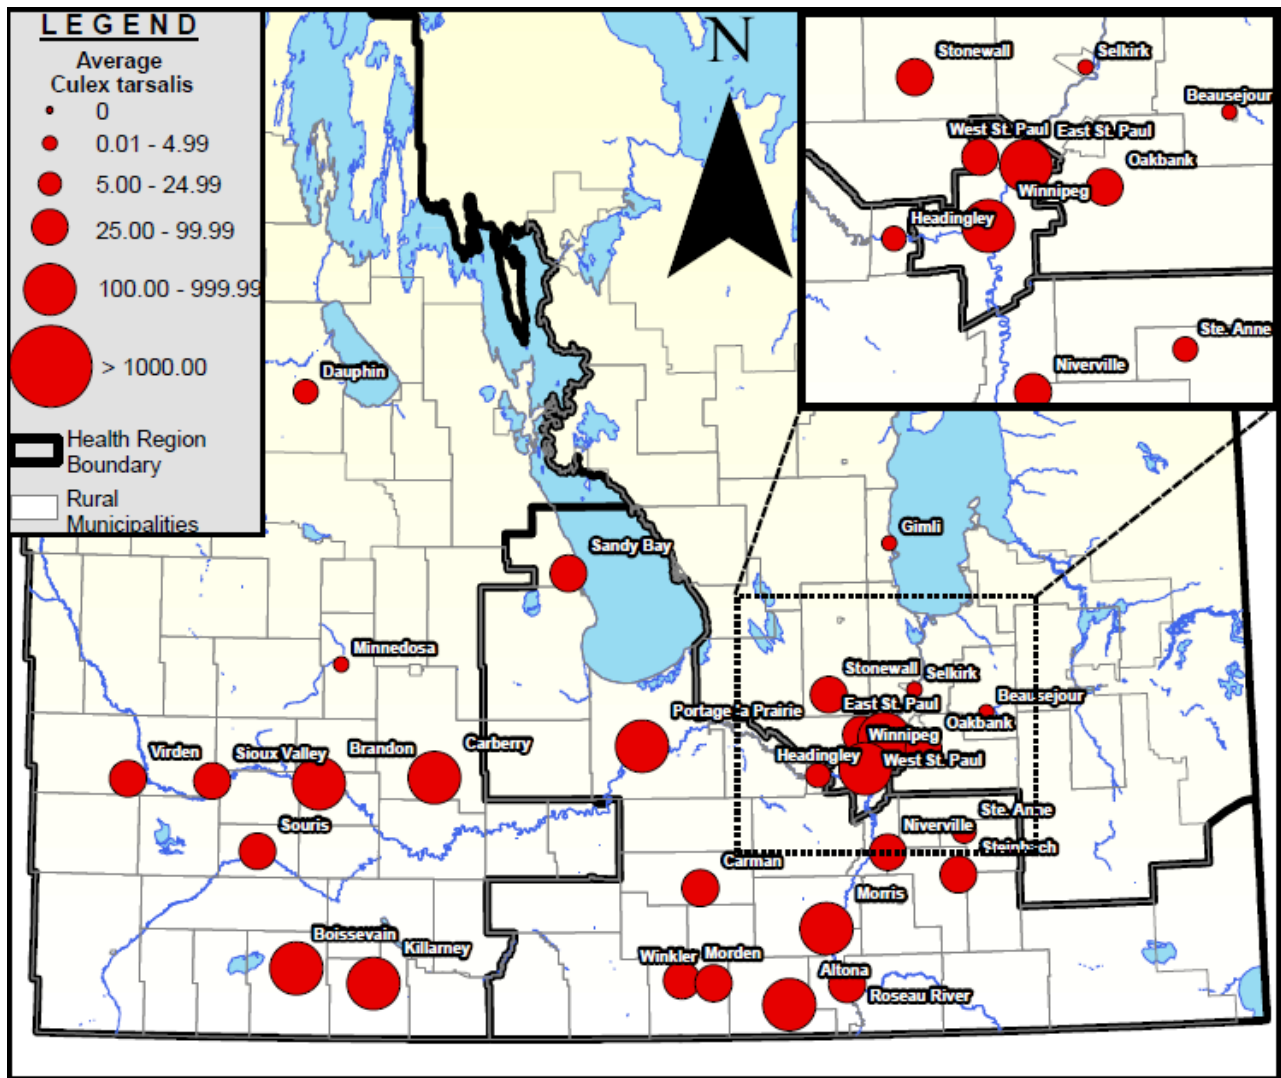 LEGEND
Average
Culex tarsalis
0
0.01 - 4.99
5.00 - 24.99
25.00 - 99.99
100.00 - 999.99
> 1000.00
Health Region
Boundary
Rural
Municipalities
N
Stonewall
Selkirk
Beausejour
West St. Paul
East St. Paul
Oakbank
Winnipeg
Headingley
Ste. Anne
Niverville
Dauphin
Gimli
Sandy Bay
Minnedosa
Stonewall
Selkirk
Beausejour
East St. Paul
Portage La Prairie
Oakbank
Winnipeg
Virden
Sioux Valley
Brandon
Carberry
Headingley
West St. Paul
Souris
Ste. Anne
Niverville
Steinbach
Carman
Morris
Boissevain
Killarney
Winkler
Morden
Altona
Roseau River